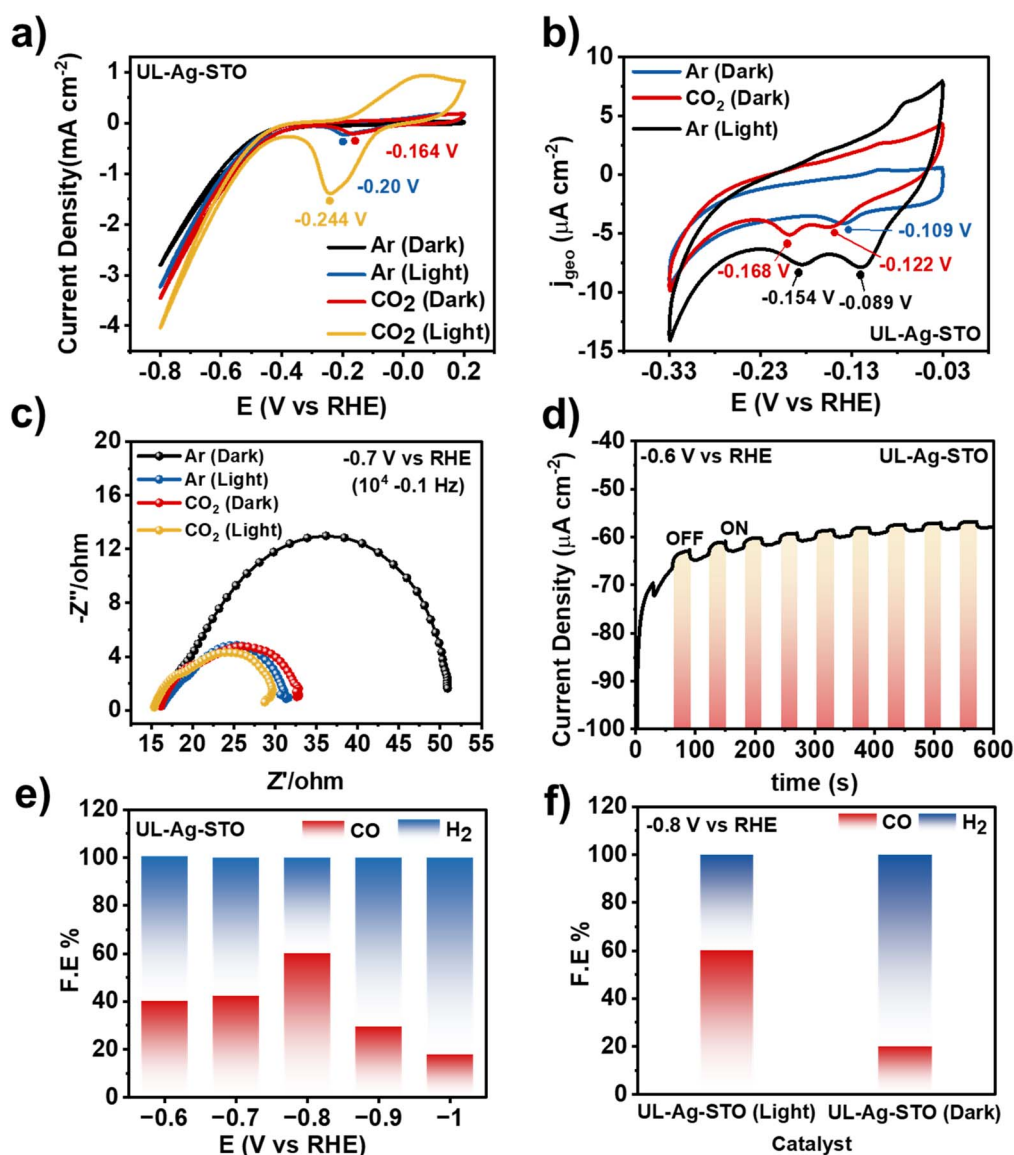 a)
UL-Ag-STO
Current Density(mA cm⁻²)
1
0
-1
-2
-3
-4
-0.164 V
-0.20 V
-0.244 V
Ar (Dark)
Ar (Light)
CO₂ (Dark)
CO₂ (Light)
-0.8 -0.6 -0.4 -0.2 -0.0 0.2
E (V vs RHE)
b)
j_geo (µA cm⁻²)
10
5
0
-5
-10
-15
Ar (Dark)
CO₂ (Dark)
Ar (Light)
-0.109 V
-0.122 V
-0.168 V
-0.154 V
-0.089 V
UL-Ag-STO
-0.33 -0.23 -0.13 -0.03
E (V vs RHE)
c)
-Z''/ohm
20
16
12
8
4
0
Ar (Dark)
Ar (Light)
CO₂ (Dark)
CO₂ (Light)
-0.7 V vs RHE
(10⁴ -0.1 Hz)
15 20 25 30 35 40 45 50 55
Z'/ohm
d)
Current Density (µA cm⁻²)
-40
-50
-60
-70
-80
-90
-100
-0.6 V vs RHE
UL-Ag-STO
OFF
ON
0 100 200 300 400 500 600
time (s)
e)
F.E %
120
100
80
60
40
20
0
UL-Ag-STO
CO
H₂
−0.6 −0.7 −0.8 −0.9 −1
E (V vs RHE)
f)
F.E %
120
100
80
60
40
20
0
-0.8 V vs RHE
CO
H₂
UL-Ag-STO (Light) UL-Ag-STO (Dark)
Catalyst